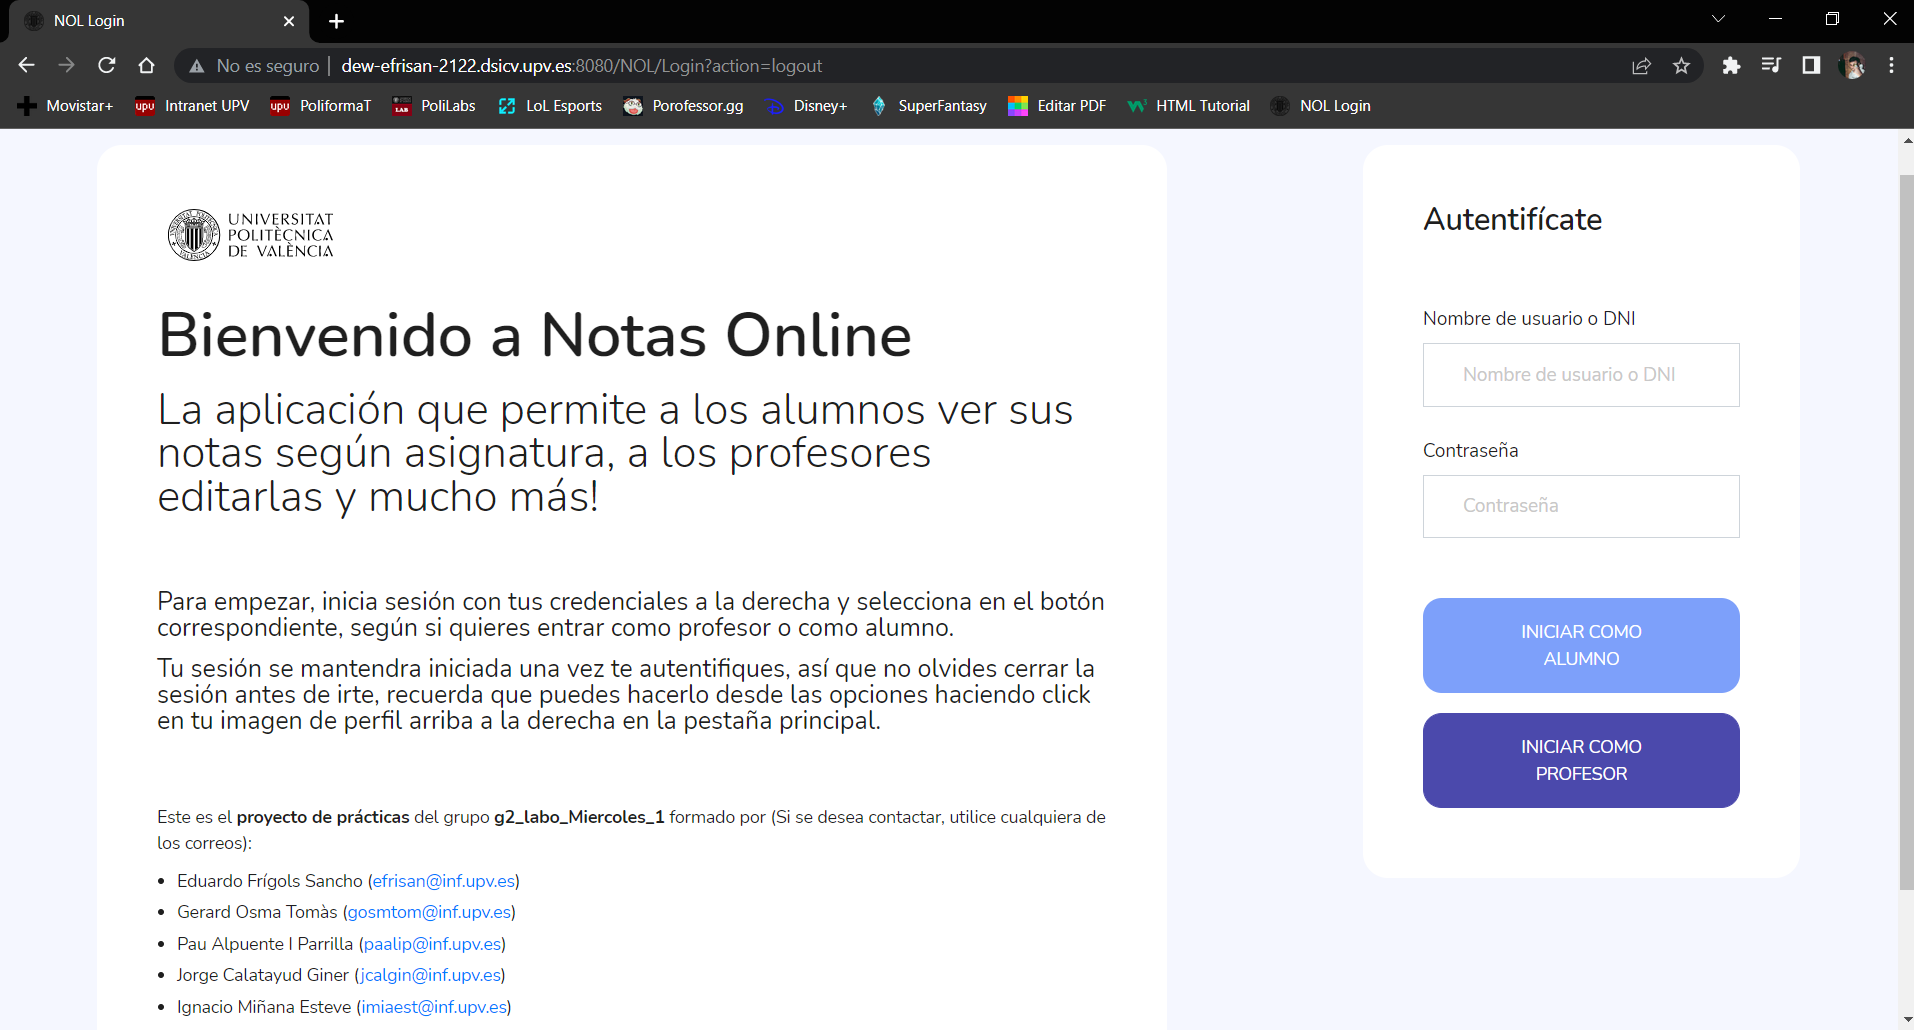 NOL Login
No es seguro | dew-efrisan-2122.dsicv.upv.es:8080/NOL/Login?action=logout
Movistar+ upv Intranet UPV upv PoliformaT LAB PoliLabs LoL Esports Porofessor.gg Disney+ SuperFantasy Editar PDF HTML Tutorial NOL Login
UNIVERSITAT
POLITÈCNICA
DE VALÈNCIA
Bienvenido a Notas Online
La aplicación que permite a los alumnos ver sus
notas según asignatura, a los profesores
editarlas y mucho más!
Para empezar, inicia sesión con tus credenciales a la derecha y selecciona en el botón
correspondiente, según si quieres entrar como profesor o como alumno.
Tu sesión se mantendra iniciada una vez te autentifiques, así que no olvides cerrar la
sesión antes de irte, recuerda que puedes hacerlo desde las opciones haciendo click
en tu imagen de perfil arriba a la derecha en la pestaña principal.
Este es el proyecto de prácticas del grupo g2_labo_Miercoles_1 formado por (Si se desea contactar, utilice cualquiera de
los correos):
• Eduardo Frígols Sancho (efrisan@inf.upv.es)
• Gerard Osma Tomàs (gosmtom@inf.upv.es)
• Pau Alpuente I Parrilla (paalip@inf.upv.es)
• Jorge Calatayud Giner (jcalgin@inf.upv.es)
• Ignacio Miñana Esteve (imiaest@inf.upv.es)
Autentifícate
Nombre de usuario o DNI
Nombre de usuario o DNI
Contraseña
Contraseña
INICIAR COMO
ALUMNO
INICIAR COMO
PROFESOR